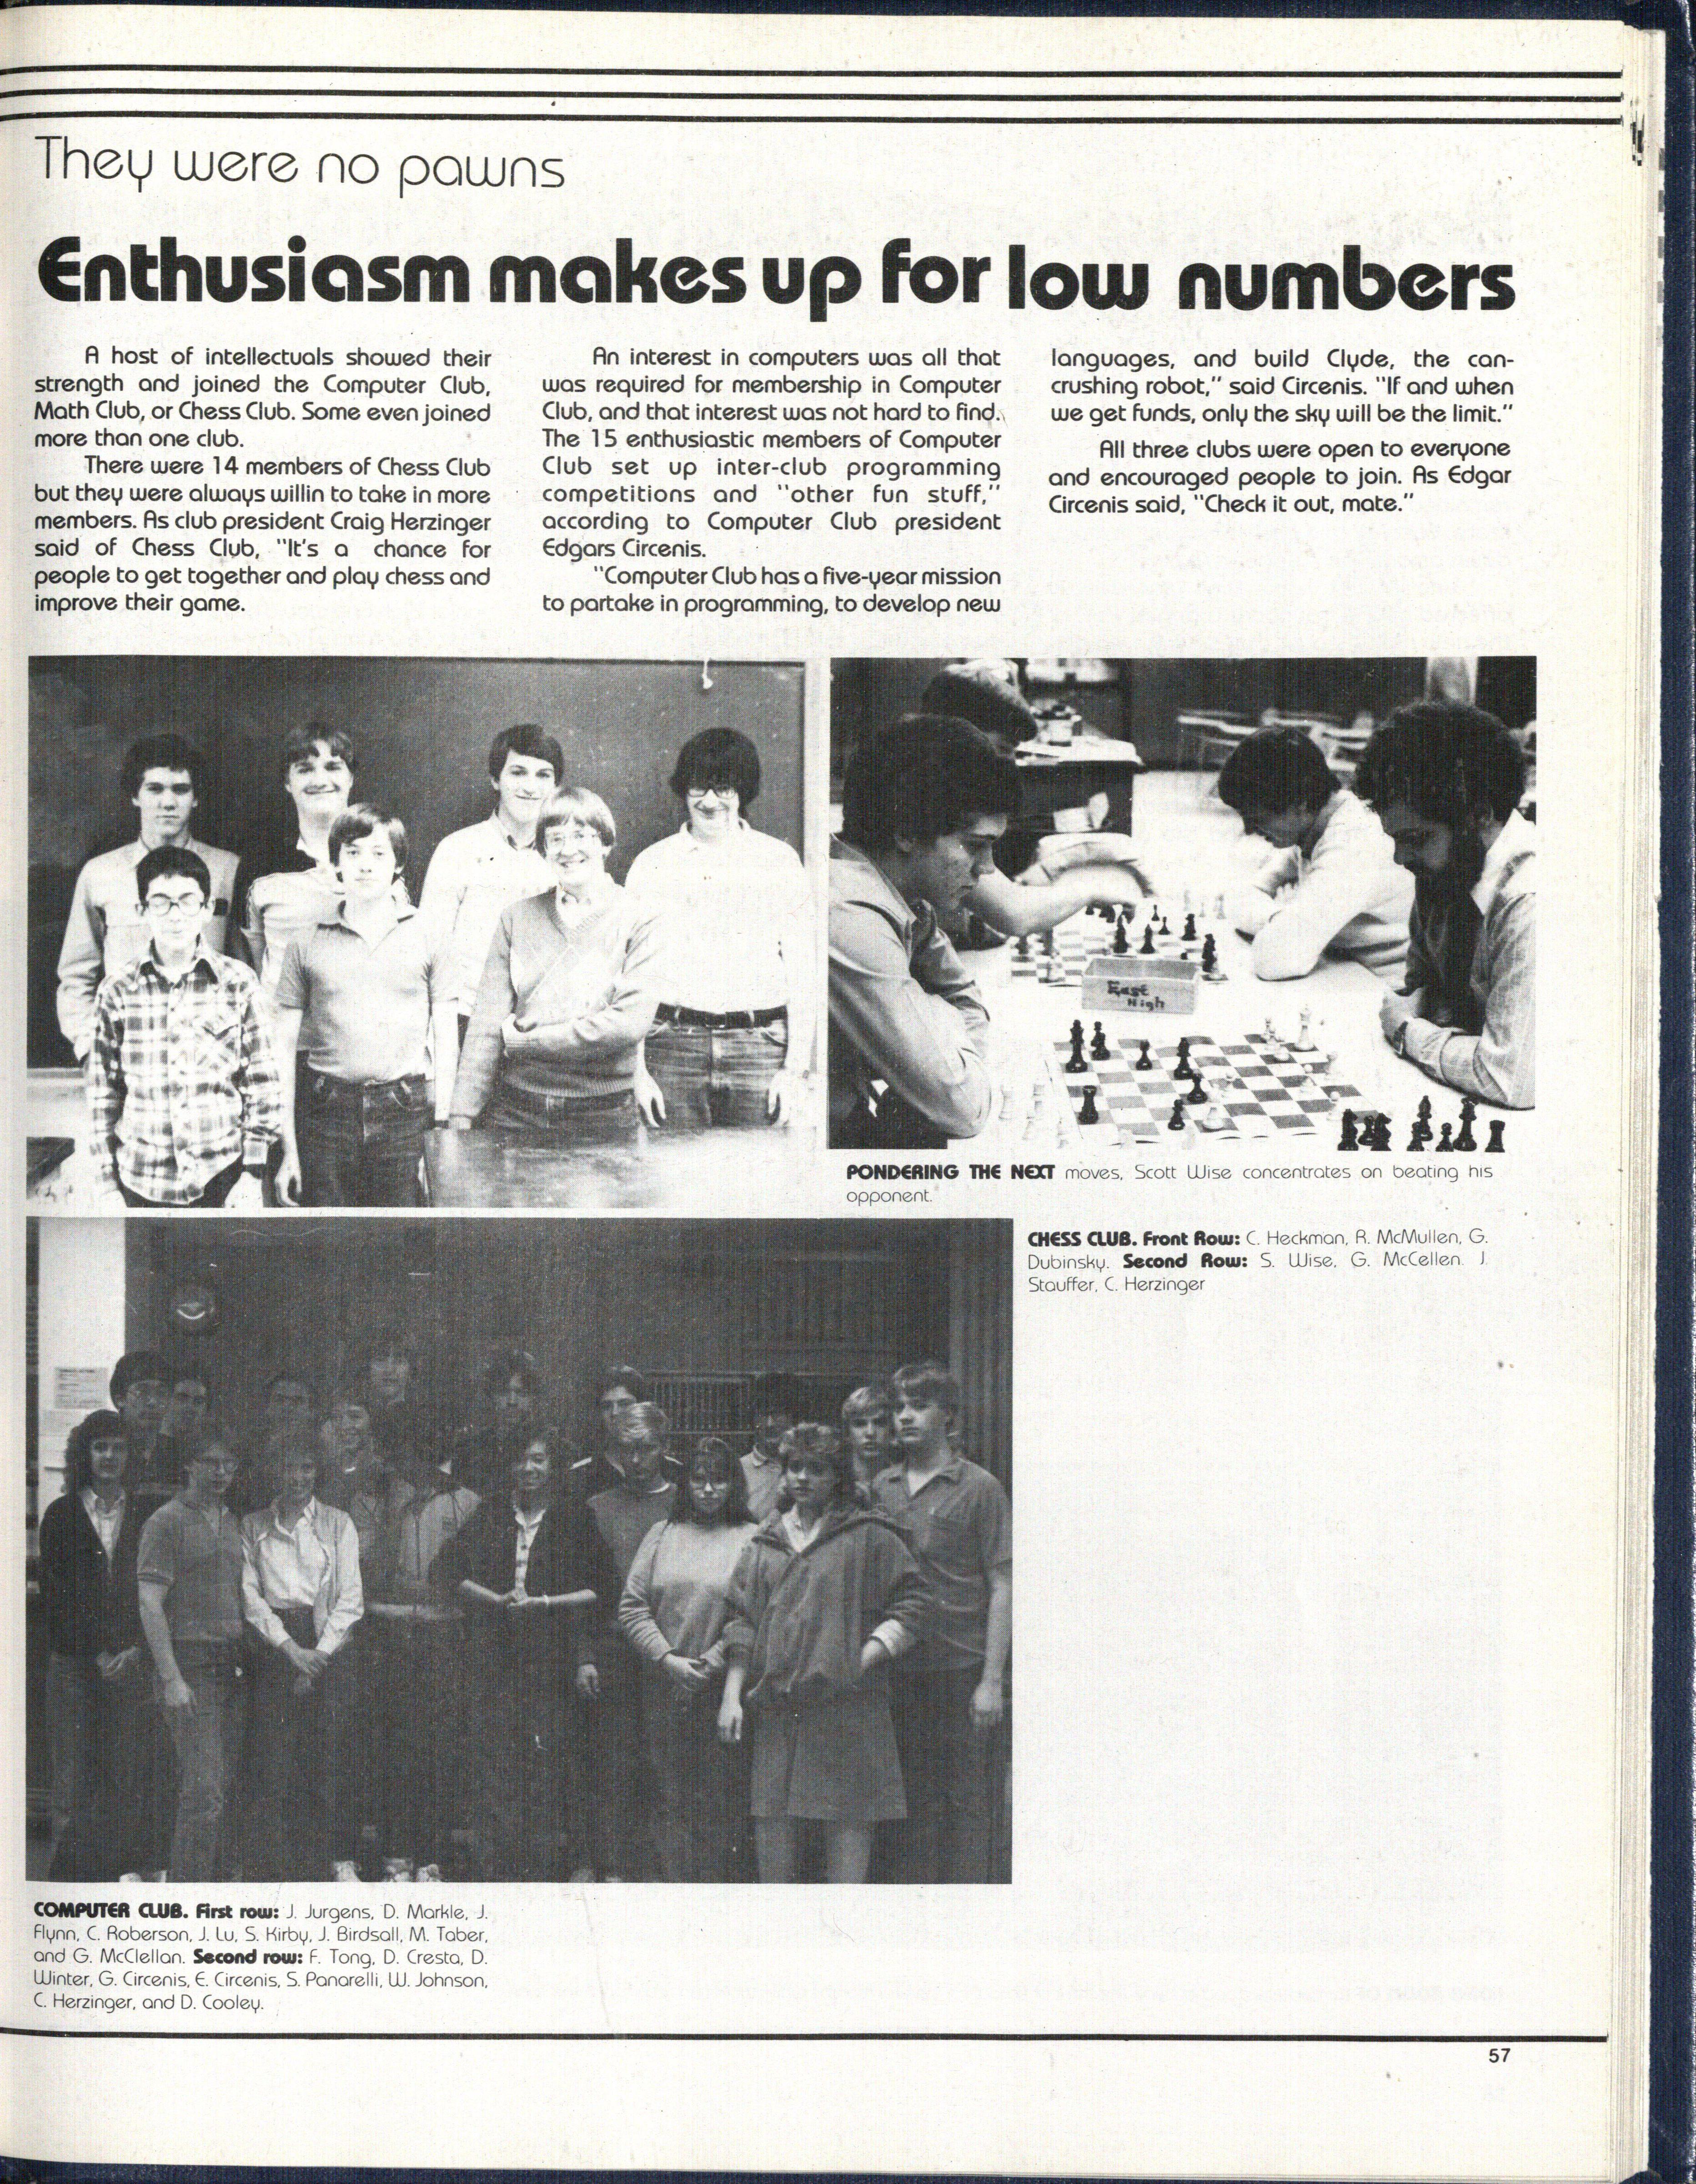 They were no pawns
Enthusiasm makes up for low numbers
A host of intellectuals showed their
strength and joined the Computer Club,
Math Club, or Chess Club. Some even joined
more than one club.
There were 14 members of Chess Club
but they were always willin to take in more
members. As club president Craig Herzinger
said of Chess Club, "It's a chance for
people to get together and play chess and
improve their game.
An interest in computers was all that
was required for membership in Computer
Club, and that interest was not hard to find.
The 15 enthusiastic members of Computer
Club set up inter-club programming
competitions and "other fun stuff,"
according to Computer Club president
Edgars Circenis.
"Computer Club has a five-year mission
to partake in programming, to develop new
languages, and build Clyde, the can-
crushing robot," said Circenis. "If and when
we get funds, only the sky will be the limit."
All three clubs were open to everyone
and encouraged people to join. As Edgar
Circenis said, "Check it out, mate."
East
High
PONDERING THE NEXT moves, Scott Wise concentrates on beating his
opponent.
CHESS CLUB. Front Row: C. Heckman, R. McMullen, G.
Dubinsky. Second Row: S. Wise, G. McCellen. J.
Stauffer, C. Herzinger
COMPUTER CLUB. First row: J. Jurgens, D. Markle, J.
Flynn, C. Roberson, J. Lu, S. Kirby, J. Birdsall, M. Taber,
and G. McClellan. Second row: F. Tong, D. Cresta, D.
Winter, G. Circenis, E. Circenis, S. Panarelli, W. Johnson,
C. Herzinger, and D. Cooley.
57